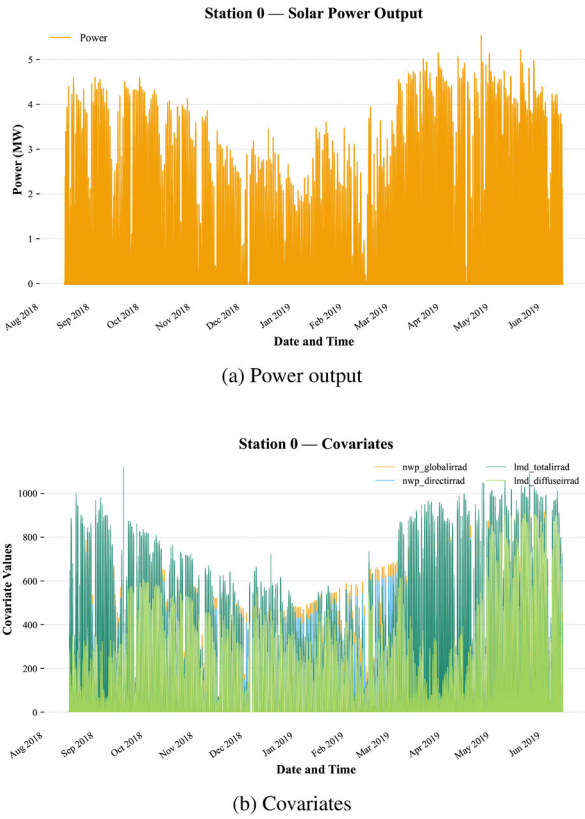 Station 0 — Solar Power Output
Power
5
4
3
2
1
0
Power (MW)
Aug 2018
Sep 2018
Oct 2018
Nov 2018
Dec 2018
Jan 2019
Feb 2019
Mar 2019
Apr 2019
May 2019
Jun 2019
Date and Time
(a) Power output
Station 0 — Covariates
nwp_globalirrad
lmd_totalirrad
nwp_directirrad
lmd_diffuseirrad
1000
800
600
400
200
0
Covariate Values
Aug 2018
Sep 2018
Oct 2018
Nov 2018
Dec 2018
Jan 2019
Feb 2019
Mar 2019
Apr 2019
May 2019
Jun 2019
Date and Time
(b) Covariates